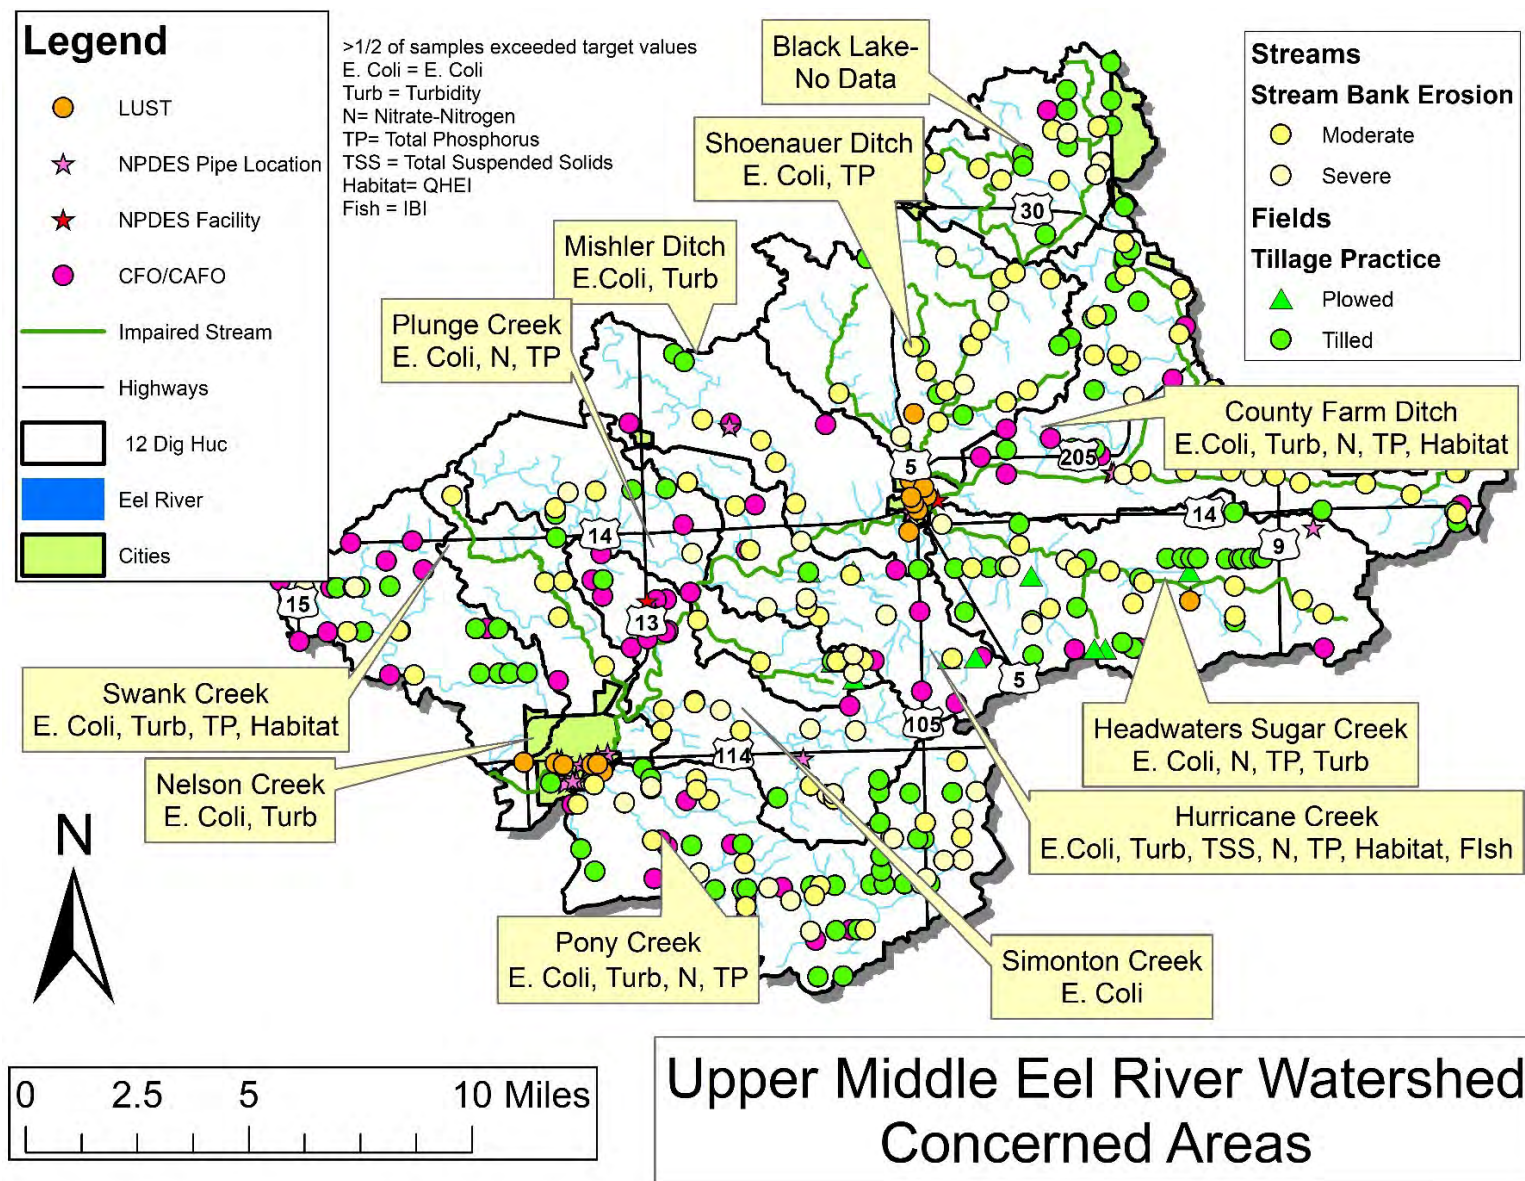 Legend
LUST
NPDES Pipe Location
NPDES Facility
CFO/CAFO
Impaired Stream
Highways
12 Dig Huc
Eel River
Cities
>1/2 of samples exceeded target values
E. Coli = E. Coli
Turb = Turbidity
N= Nitrate-Nitrogen
TP= Total Phosphorus
TSS = Total Suspended Solids
Habitat= QHEI
Fish = IBI
Streams
Stream Bank Erosion
Moderate
Severe
Fields
Tillage Practice
Plowed
Tilled
Black Lake-
No Data
Shoenauer Ditch
E. Coli, TP
Mishler Ditch
E.Coli, Turb
Plunge Creek
E. Coli, N, TP
County Farm Ditch
E.Coli, Turb, N, TP, Habitat
30
5
205
14
14
9
15
13
5
105
114
Swank Creek
E. Coli, Turb, TP, Habitat
Nelson Creek
E. Coli, Turb
Headwaters Sugar Creek
E. Coli, N, TP, Turb
Hurricane Creek
E.Coli, Turb, TSS, N, TP, Habitat, FIsh
Pony Creek
E. Coli, Turb, N, TP
Simonton Creek
E. Coli
N
0 2.5 5 10 Miles
Upper Middle Eel River Watershed
Concerned Areas